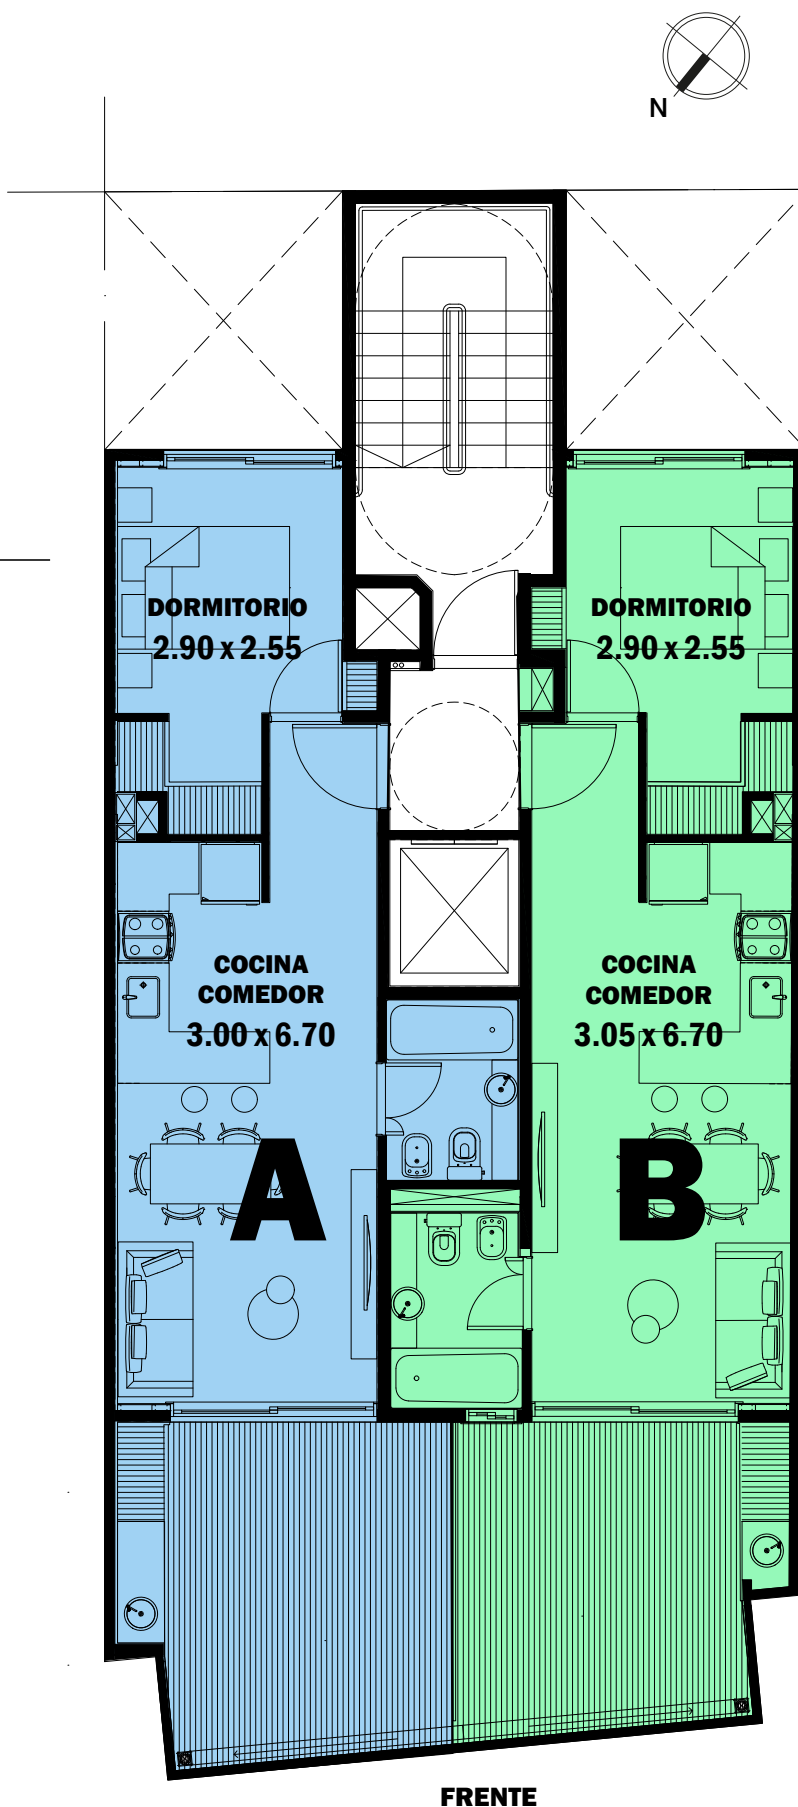 N
DORMITORIO
2.90 x 2.55
DORMITORIO
2.90 x 2.55
COCINA
COMEDOR
3.00 x 6.70
COCINA
COMEDOR
3.05 x 6.70
A
B
FRENTE